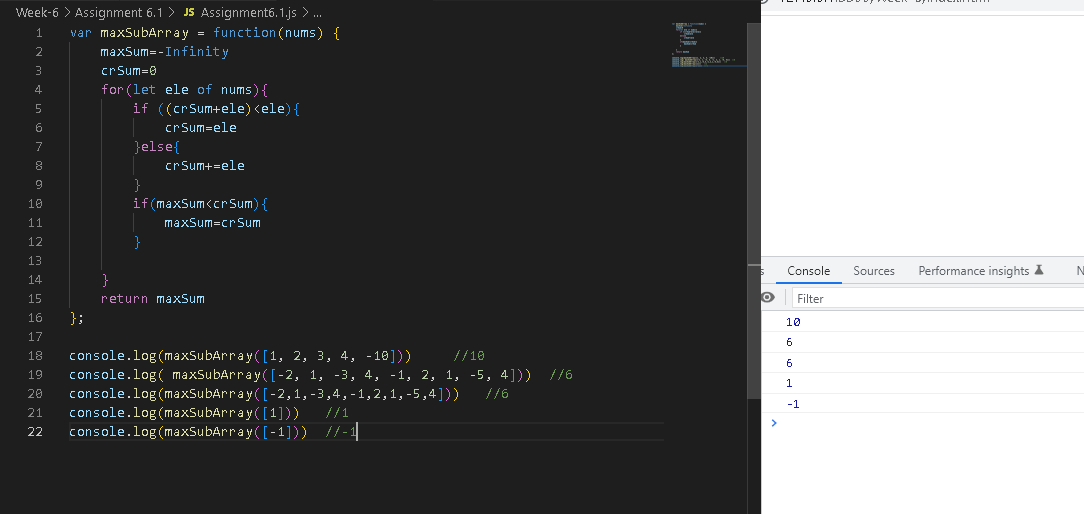 Week-6 > Assignment 6.1 > JS Assignment6.1.js > ...
1 var maxSubArray = function(nums) {
2 maxSum=-Infinity
3 crSum=0
4 for(let ele of nums){
5 if ((crSum+ele)<ele){
6 crSum=ele
7 }else{
8 crSum+=ele
9 }
10 if(maxSum<crSum){
11 maxSum=crSum
12 }
13
14 }
15 return maxSum
16 };
17
18 console.log(maxSubArray([1, 2, 3, 4, -10])) //10
19 console.log( maxSubArray([-2, 1, -3, 4, -1, 2, 1, -5, 4])) //6
20 console.log(maxSubArray([-2,1,-3,4,-1,2,1,-5,4])) //6
21 console.log(maxSubArray([1])) //1
22 console.log(maxSubArray([-1])) //-1
Console Sources Performance insights
Filter
10
6
6
1
-1
>